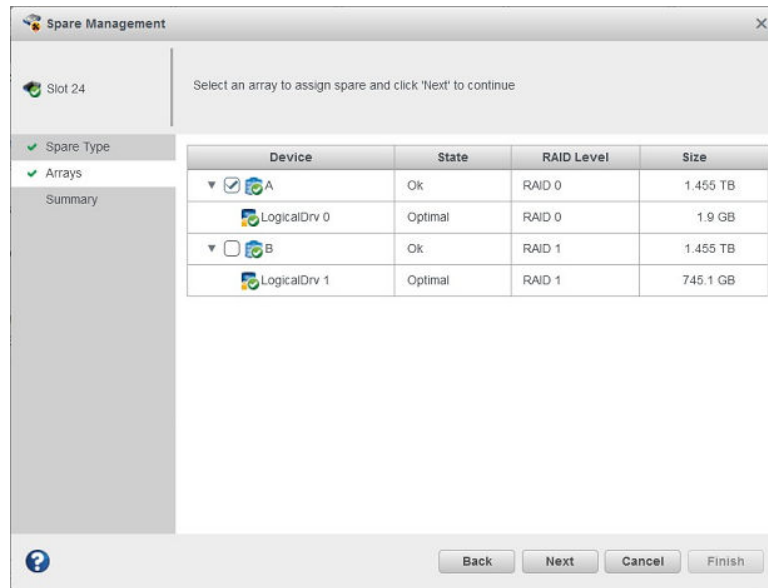 Spare Management
Slot 24
Select an array to assign spare and click 'Next' to continue
Spare Type
Arrays
Summary
Device State RAID Level Size
A Ok RAID 0 1.455 TB
LogicalDrv 0 Optimal RAID 0 1.9 GB
B Ok RAID 1 1.455 TB
LogicalDrv 1 Optimal RAID 1 745.1 GB
? Back Next Cancel Finish